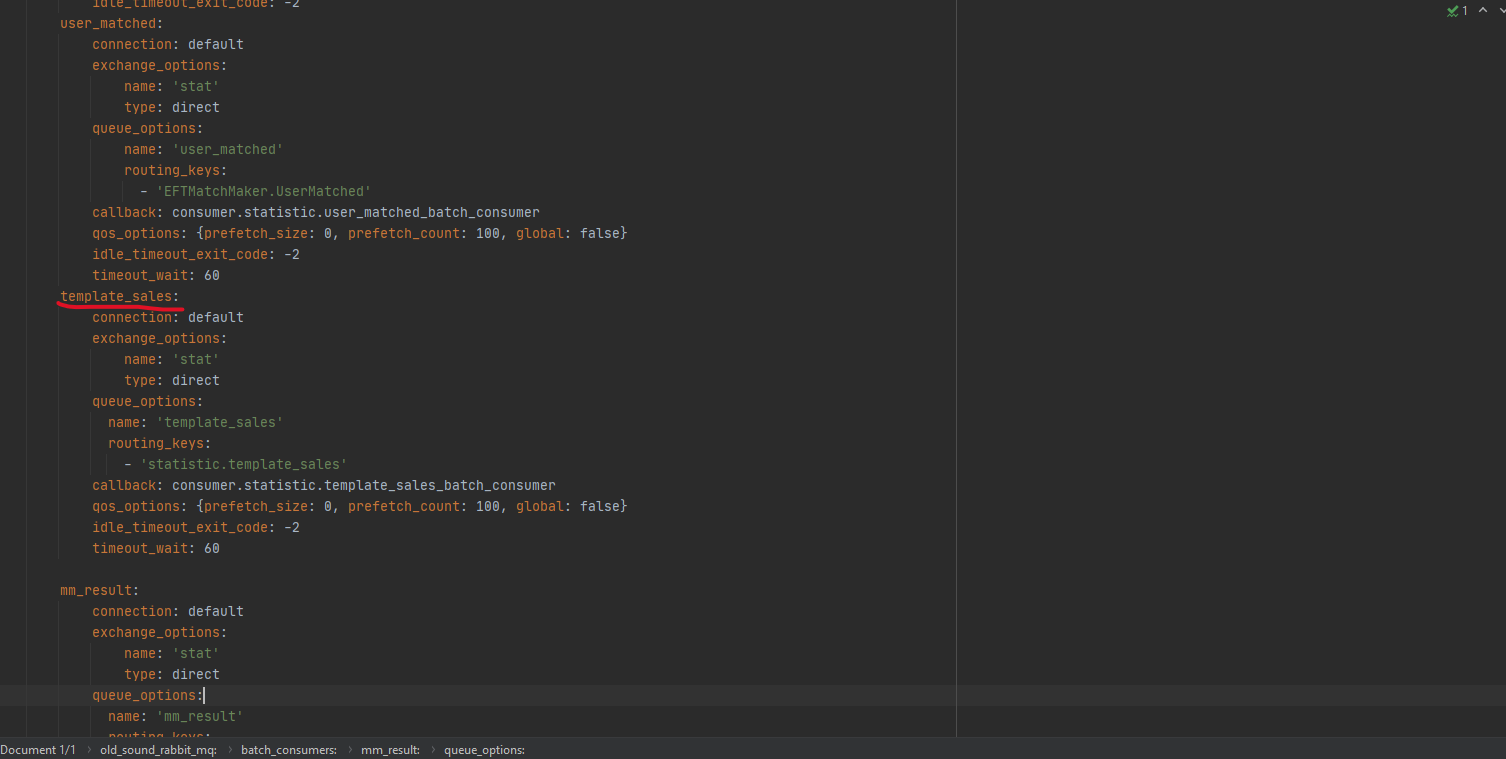 idle_timeout_exit_code: -2
user_matched:
connection: default
exchange_options:
name: 'stat'
type: direct
queue_options:
name: 'user_matched'
routing_keys:
- 'EFTMatchMaker.UserMatched'
callback: consumer.statistic.user_matched_batch_consumer
qos_options: {prefetch_size: 0, prefetch_count: 100, global: false}
idle_timeout_exit_code: -2
timeout_wait: 60
template_sales:
connection: default
exchange_options:
name: 'stat'
type: direct
queue_options:
name: 'template_sales'
routing_keys:
- 'statistic.template_sales'
callback: consumer.statistic.template_sales_batch_consumer
qos_options: {prefetch_size: 0, prefetch_count: 100, global: false}
idle_timeout_exit_code: -2
timeout_wait: 60
mm_result:
connection: default
exchange_options:
name: 'stat'
type: direct
queue_options:
name: 'mm_result'
routing_keys:
1
Document 1/1 › old_sound_rabbit_mq: › batch_consumers: › mm_result: › queue_options: